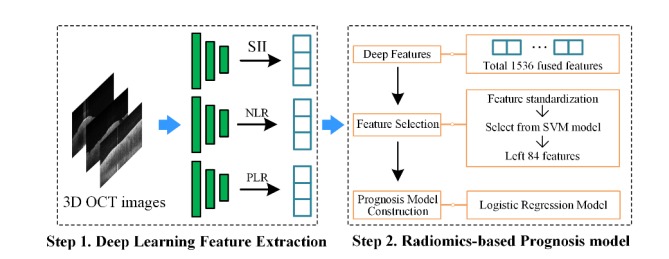 SII
NLR
PLR
3D OCT images
Step 1. Deep Learning Feature Extraction
Deep Features
...
Total 1536 fused features
Feature Selection
Feature standardization
Select from SVM model
Left 84 features
Prognosis Model
Construction
Logistic Regression Model
Step 2. Radiomics-based Prognosis model